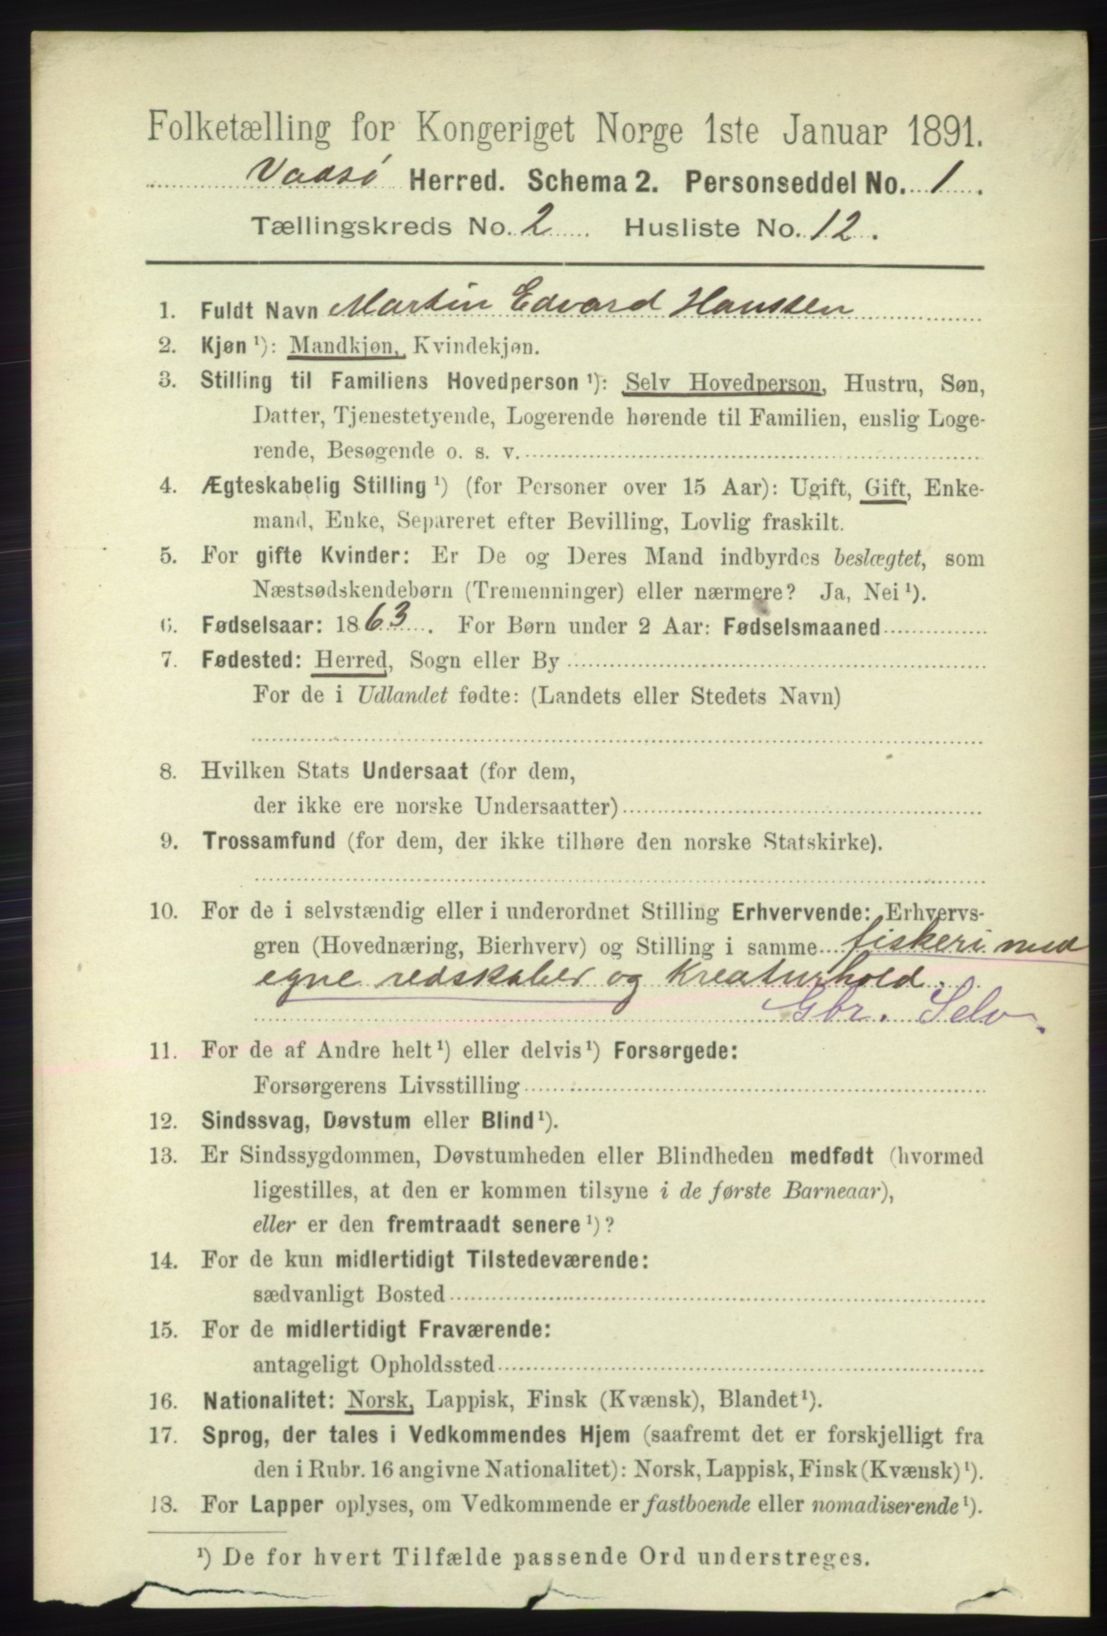 Folketælling for Kongeriget Norge 1ste Januar 1891.
Vadsø Herred. Schema 2. Personseddel No. 1.
Tællingskreds No. 2 Husliste No. 12.
1. Fuldt Navn Martin Edvard Hansen
2. Kjøn ¹): Mandkjøn, Kvindekjøn.
3. Stilling til Familiens Hovedperson ¹): Selv Hovedperson, Hustru, Søn,
Datter, Tjenestetyende, Logerende hørende til Familien, enslig Loge-
rende, Besøgende o. s. v.
4. Ægteskabelig Stilling ¹) (for Personer over 15 Aar): Ugift, Gift, Enke-
mand, Enke, Separeret efter Bevilling, Lovlig fraskilt.
5. For gifte Kvinder: Er De og Deres Mand indbyrdes beslægtet, som
Næstsødskendebørn (Tremenninger) eller nærmere? Ja, Nei ¹).
6. Fødselsaar: 1863. For Børn under 2 Aar: Fødselsmaaned
7. Fødested: Herred, Sogn eller By
For de i Udlandet fødte: (Landets eller Stedets Navn)
8. Hvilken Stats Undersaat (for dem,
der ikke ere norske Undersaatter)
9. Trossamfund (for dem, der ikke tilhøre den norske Statskirke).
10. For de i selvstændig eller i underordnet Stilling Erhvervende: Erhvervs-
gren (Hovednæring, Bierhverv) og Stilling i samme fiskeri med
egne redskaber og Kreaturhold.
Gbr. Selv.
11. For de af Andre helt ¹) eller delvis ¹) Forsørgede:
Forsørgerens Livsstilling
12. Sindssvag, Døvstum eller Blind ¹).
13. Er Sindssygdommen, Døvstumheden eller Blindheden medfødt (hvormed
ligestilles, at den er kommen tilsyne i de første Barneaar),
eller er den fremtraadt senere ¹)?
14. For de kun midlertidigt Tilstedeværende:
sædvanligt Bosted
15. For de midlertidigt Fraværende:
antageligt Opholdssted
16. Nationalitet: Norsk, Lappisk, Finsk (Kvænsk), Blandet ¹).
17. Sprog, der tales i Vedkommendes Hjem (saafremt det er forskjelligt fra
den i Rubr. 16 angivne Nationalitet): Norsk, Lappisk, Finsk (Kvænsk) ¹).
18. For Lapper oplyses, om Vedkommende er fastboende eller nomadiserende ¹).
¹) De for hvert Tilfælde passende Ord understreges.